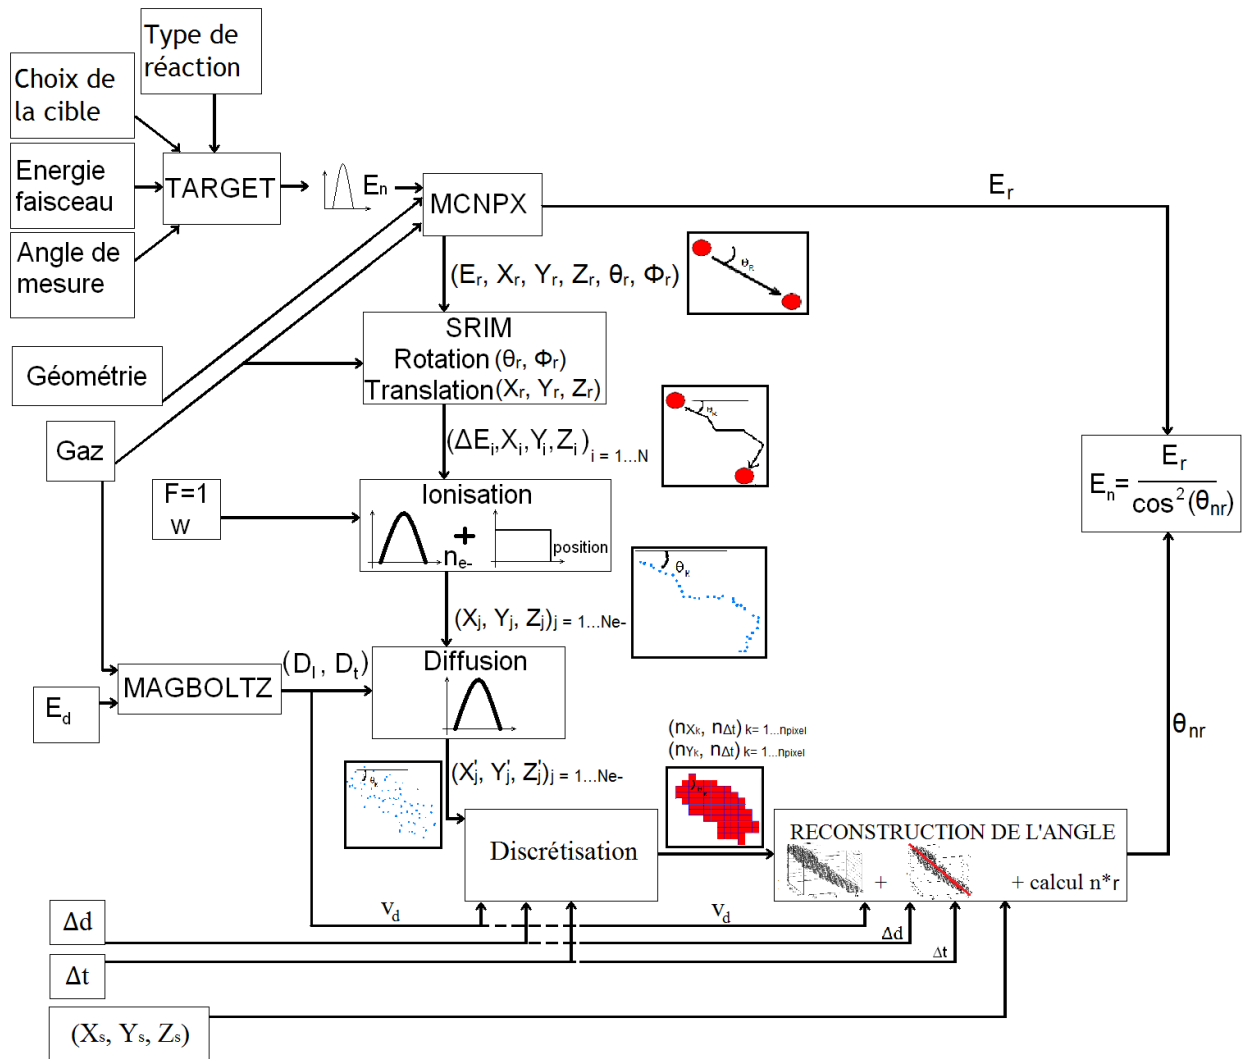 Type de
réaction
Choix de
la cible
Energie
faisceau
Angle de
mesure
TARGET
En
MCNPX
Er
(Er, Xr, Yr, Zr, θr, Φr)
θR
SRIM
Rotation (θr, Φr)
Translation (Xr, Yr, Zr)
Géométrie
Gaz
(ΔEi, Xi, Yi, Zi) i = 1...N
θR
F=1
W
Ionisation
+
ne-
position
θR
En= Er / cos²(θnr)
(Xj, Yj, Zj)j = 1...Ne-
(Dl, Dt)
Diffusion
MAGBOLTZ
Ed
(nXk, nΔt) k= 1...npixel
(nYk, nΔt) k= 1...npixel
θnr
(X'j, Y'j, Z'j)j = 1...Ne-
θR
Discrétisation
RECONSTRUCTION DE L'ANGLE
+
+ calcul n*r
vd
vd
Δd
Δd
Δt
Δt
(Xs, Ys, Zs)